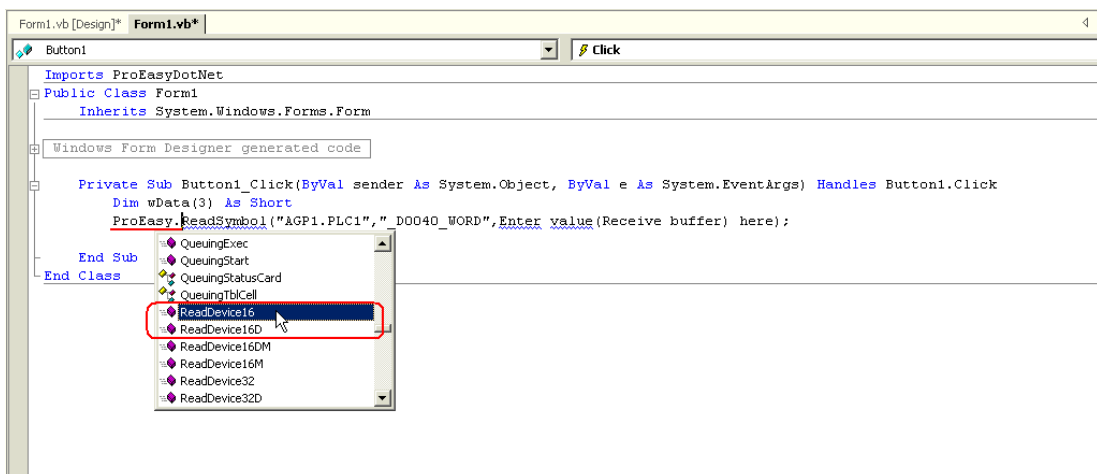 Form1.vb [Design]* Form1.vb*
Button1 Click
Imports ProEasyDotNet
Public Class Form1
Inherits System.Windows.Forms.Form
Windows Form Designer generated code
Private Sub Button1_Click(ByVal sender As System.Object, ByVal e As System.EventArgs) Handles Button1.Click
Dim wData(3) As Short
ProEasy.ReadSymbol("AGP1.PLC1","_D0040_WORD",Enter value(Receive buffer) here);
QueuingExec
End Sub
QueuingStart
End Class
QueuingStatusCard
QueuingTblCell
ReadDevice16
ReadDevice16D
ReadDevice16DM
ReadDevice16M
ReadDevice32
ReadDevice32D